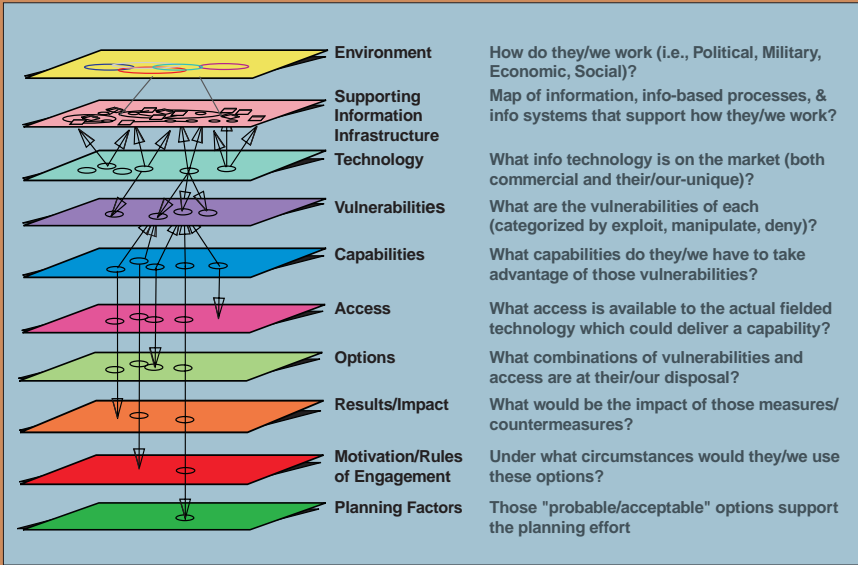 Environment
How do they/we work (i.e., Political, Military,
Economic, Social)?
Supporting
Information
Infrastructure
Map of information, info-based processes, &
info systems that support how they/we work?
Technology
What info technology is on the market (both
commercial and their/our-unique)?
Vulnerabilities
What are the vulnerabilities of each
(categorized by exploit, manipulate, deny)?
Capabilities
What capabilities do they/we have to take
advantage of those vulnerabilities?
Access
What access is available to the actual fielded
technology which could deliver a capability?
Options
What combinations of vulnerabilities and
access are at their/our disposal?
Results/Impact
What would be the impact of those measures/
countermeasures?
Motivation/Rules
of Engagement
Under what circumstances would they/we use
these options?
Planning Factors
Those "probable/acceptable" options support
the planning effort